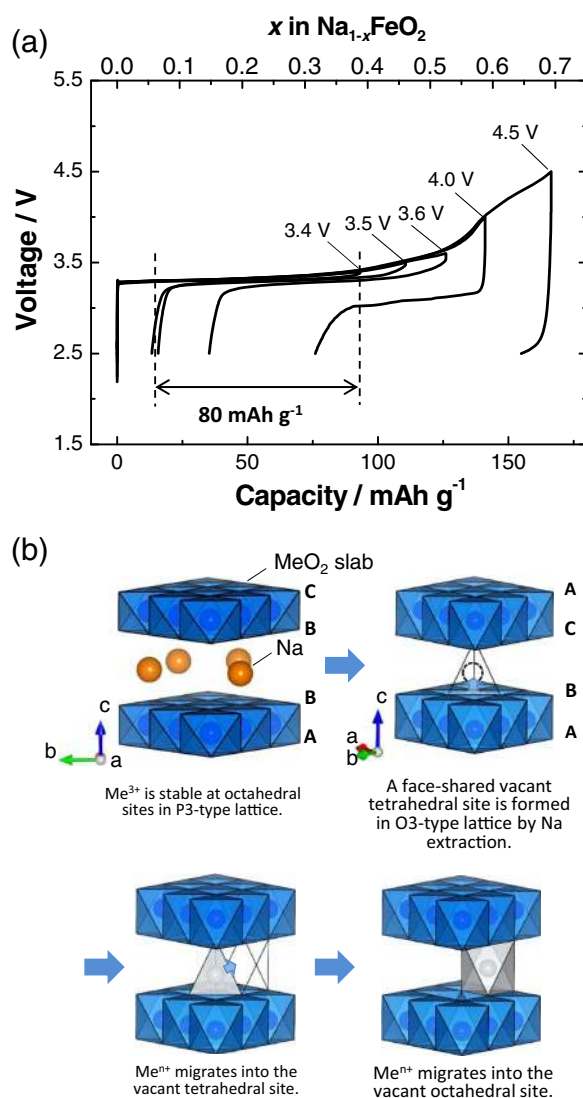 (a)
x in Na1-xFeO2
0.0 0.1 0.2 0.3 0.4 0.5 0.6 0.7
5.5
4.5
3.5
2.5
1.5
Voltage / V
4.5 V
4.0 V
3.6 V
3.5 V
3.4 V
80 mAh g⁻¹
0 50 100 150
Capacity / mAh g⁻¹
(b)
MeO2 slab
C
B
Na
B
A
c
b
a
A
C
B
A
c
a
b
Me³⁺ is stable at octahedral
sites in P3-type lattice.
A face-shared vacant
tetrahedral site is formed
in O3-type lattice by Na
extraction.
Meⁿ⁺ migrates into the
vacant tetrahedral site.
Meⁿ⁺ migrates into the
vacant octahedral site.